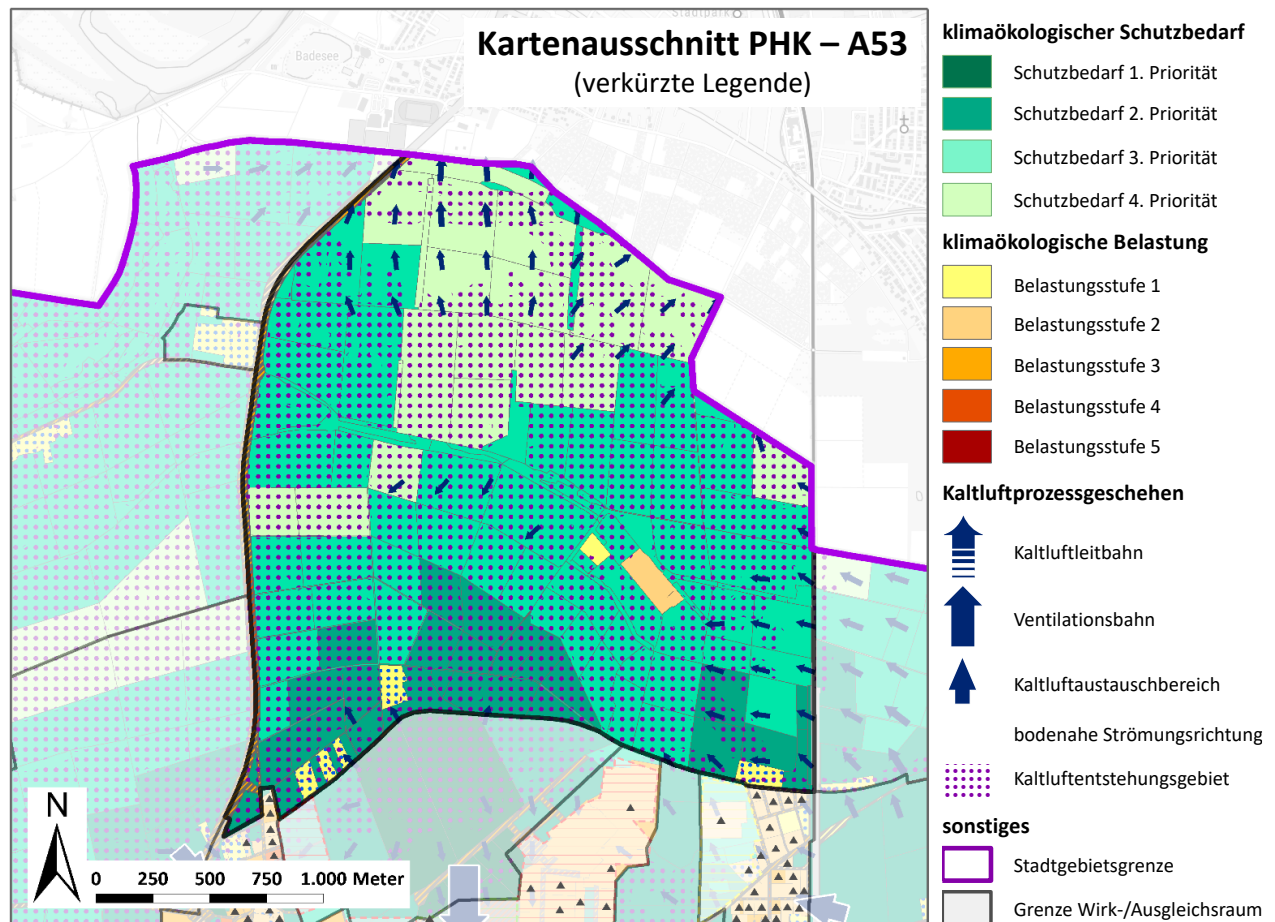 Stadtpark
Badesee
Kartenausschnitt PHK – A53
(verkürzte Legende)
N
0 250 500 750 1.000 Meter
klimaökologischer Schutzbedarf
Schutzbedarf 1. Priorität
Schutzbedarf 2. Priorität
Schutzbedarf 3. Priorität
Schutzbedarf 4. Priorität
klimaökologische Belastung
Belastungsstufe 1
Belastungsstufe 2
Belastungsstufe 3
Belastungsstufe 4
Belastungsstufe 5
Kaltluftprozessgeschehen
Kaltluftleitbahn
Ventilationsbahn
Kaltluftaustauschbereich
bodenahe Strömungsrichtung
Kaltluftentstehungsgebiet
sonstiges
Stadtgebietsgrenze
Grenze Wirk-/Ausgleichsraum